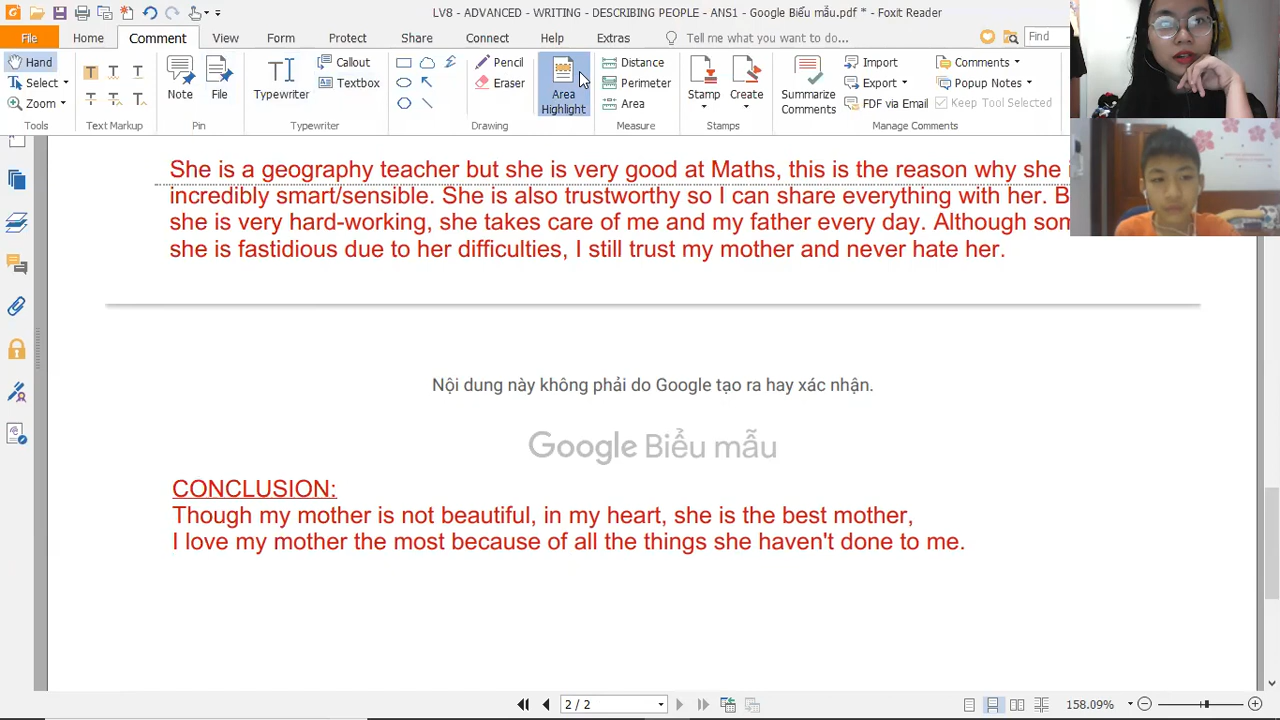 LV8 - ADVANCED - WRITING - DESCRIBING PEOPLE - ANS1 - Google Biểu mẫu.pdf * - Foxit Reader
File Home Comment View Form Protect Share Connect Help Extras Tell me what you want to do... Find
Hand
Select
Zoom
Tools
Text Markup
Note
File
Pin
Typewriter
Callout
Textbox
Typewriter
Pencil
Eraser
Drawing
Area Highlight
Distance
Perimeter
Area
Measure
Stamp
Create
Stamps
Summarize Comments
Import
Export
FDF via Email
Comments
Popup Notes
Keep Tool Selected
Manage Comments
She is a geography teacher but she is very good at Maths, this is the reason why she
incredibly smart/sensible. She is also trustworthy so I can share everything with her.
she is very hard-working, she takes care of me and my father every day. Although
she is fastidious due to her difficulties, I still trust my mother and never hate her.
Nội dung này không phải do Google tạo ra hay xác nhận.
Google Biểu mẫu
CONCLUSION:
Though my mother is not beautiful, in my heart, she is the best mother,
I love my mother the most because of all the things she haven't done to me.
2 / 2
158.09%